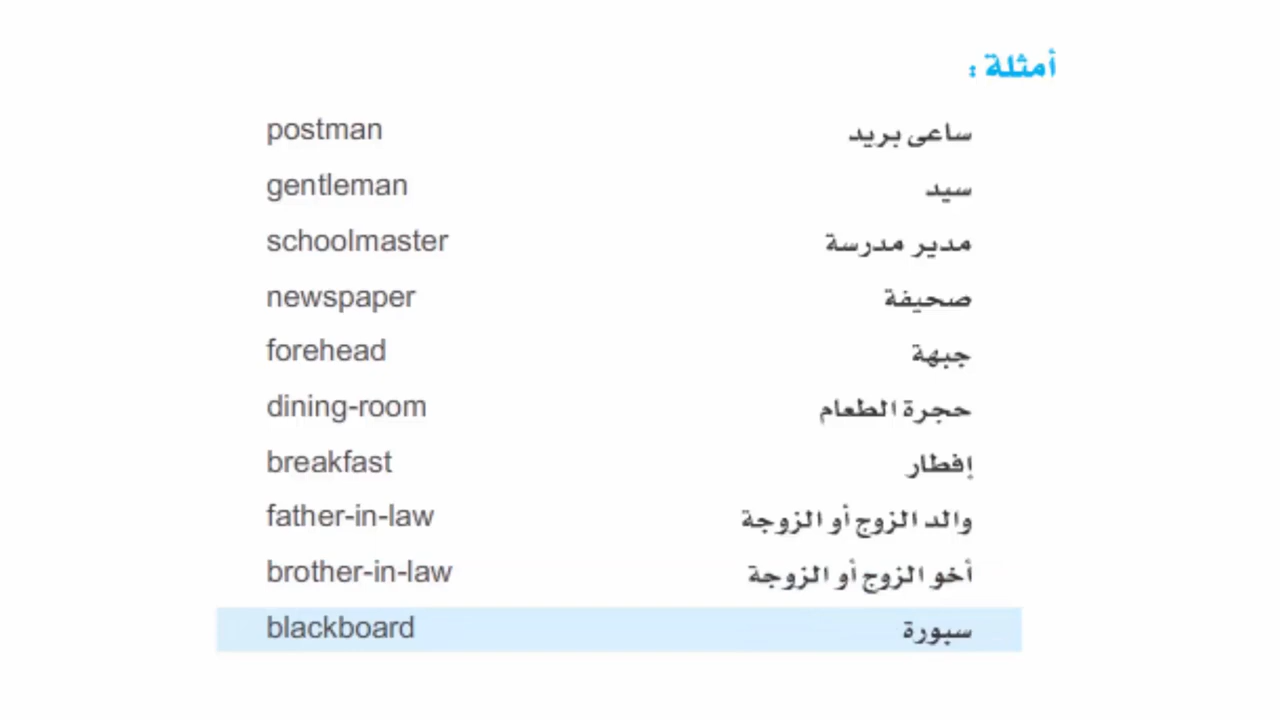 أمثلة :
postman ساعى بريد
gentleman سيد
schoolmaster مدير مدرسة
newspaper صحيفة
forehead جبهة
dining-room حجرة الطعام
breakfast إفطار
father-in-law والد الزوج أو الزوجة
brother-in-law أخو الزوج أو الزوجة
blackboard سبورة